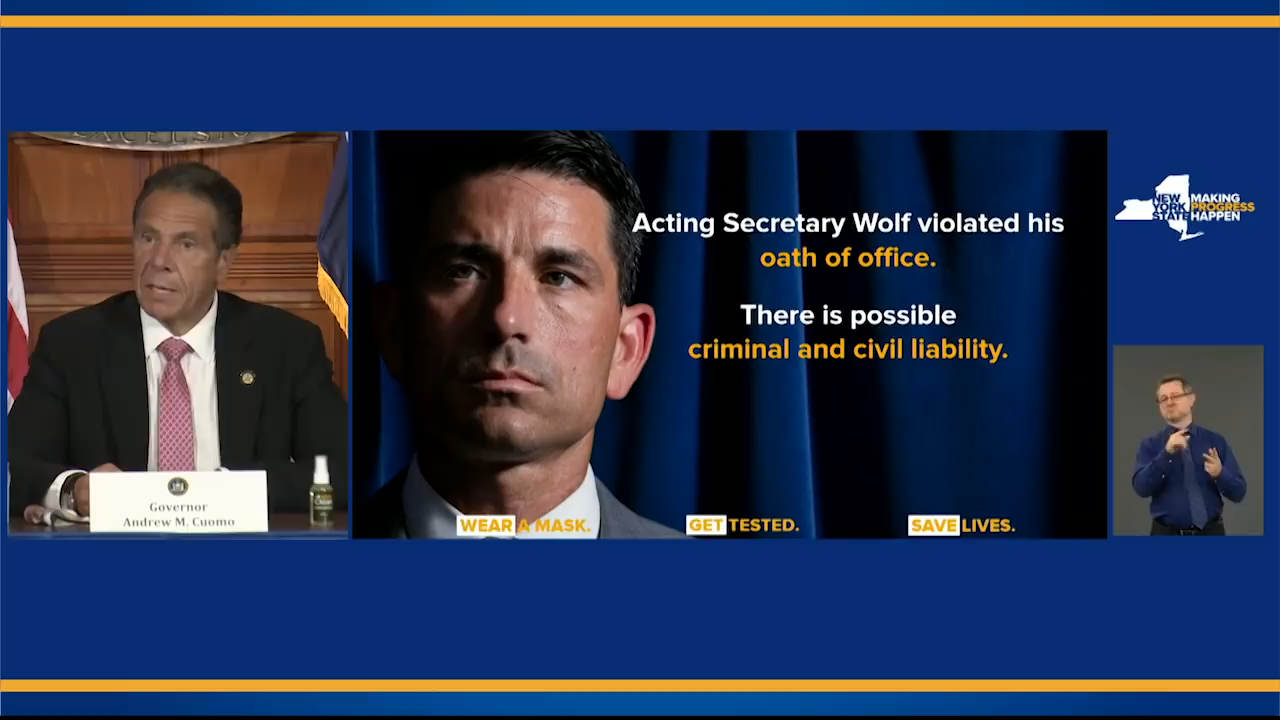 EXCELSIO
Governor
Andrew M. Cuomo
Acting Secretary Wolf violated his
oath of office.
There is possible
criminal and civil liability.
WEAR A MASK.
GET TESTED.
SAVE LIVES.
NEW
YORK
STATE
MAKING
PROGRESS
HAPPEN